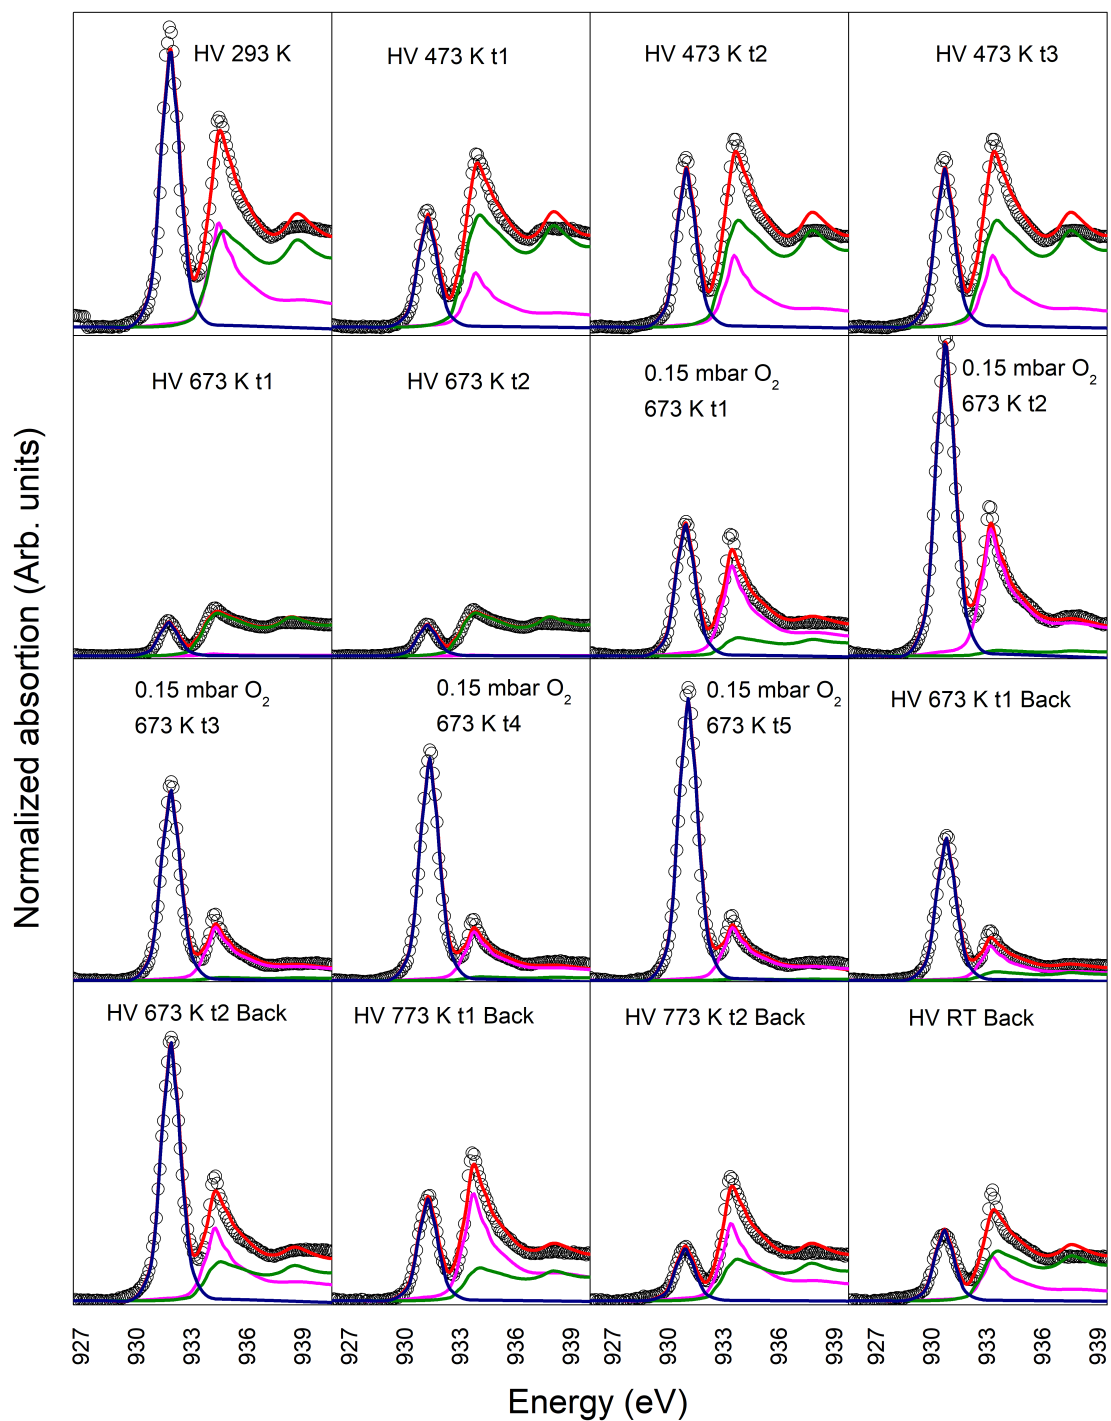 HV 293 K
HV 473 K t1
HV 473 K t2
HV 473 K t3
HV 673 K t1
HV 673 K t2
0.15 mbar O₂
673 K t1
0.15 mbar O₂
673 K t2
0.15 mbar O₂
673 K t3
0.15 mbar O₂
673 K t4
0.15 mbar O₂
673 K t5
HV 673 K t1 Back
HV 673 K t2 Back
HV 773 K t1 Back
HV 773 K t2 Back
HV RT Back
Normalized absortion (Arb. units)
927 930 933 936 939 930 933 936 939 930 933 936 939 930 933 936 939
Energy (eV)